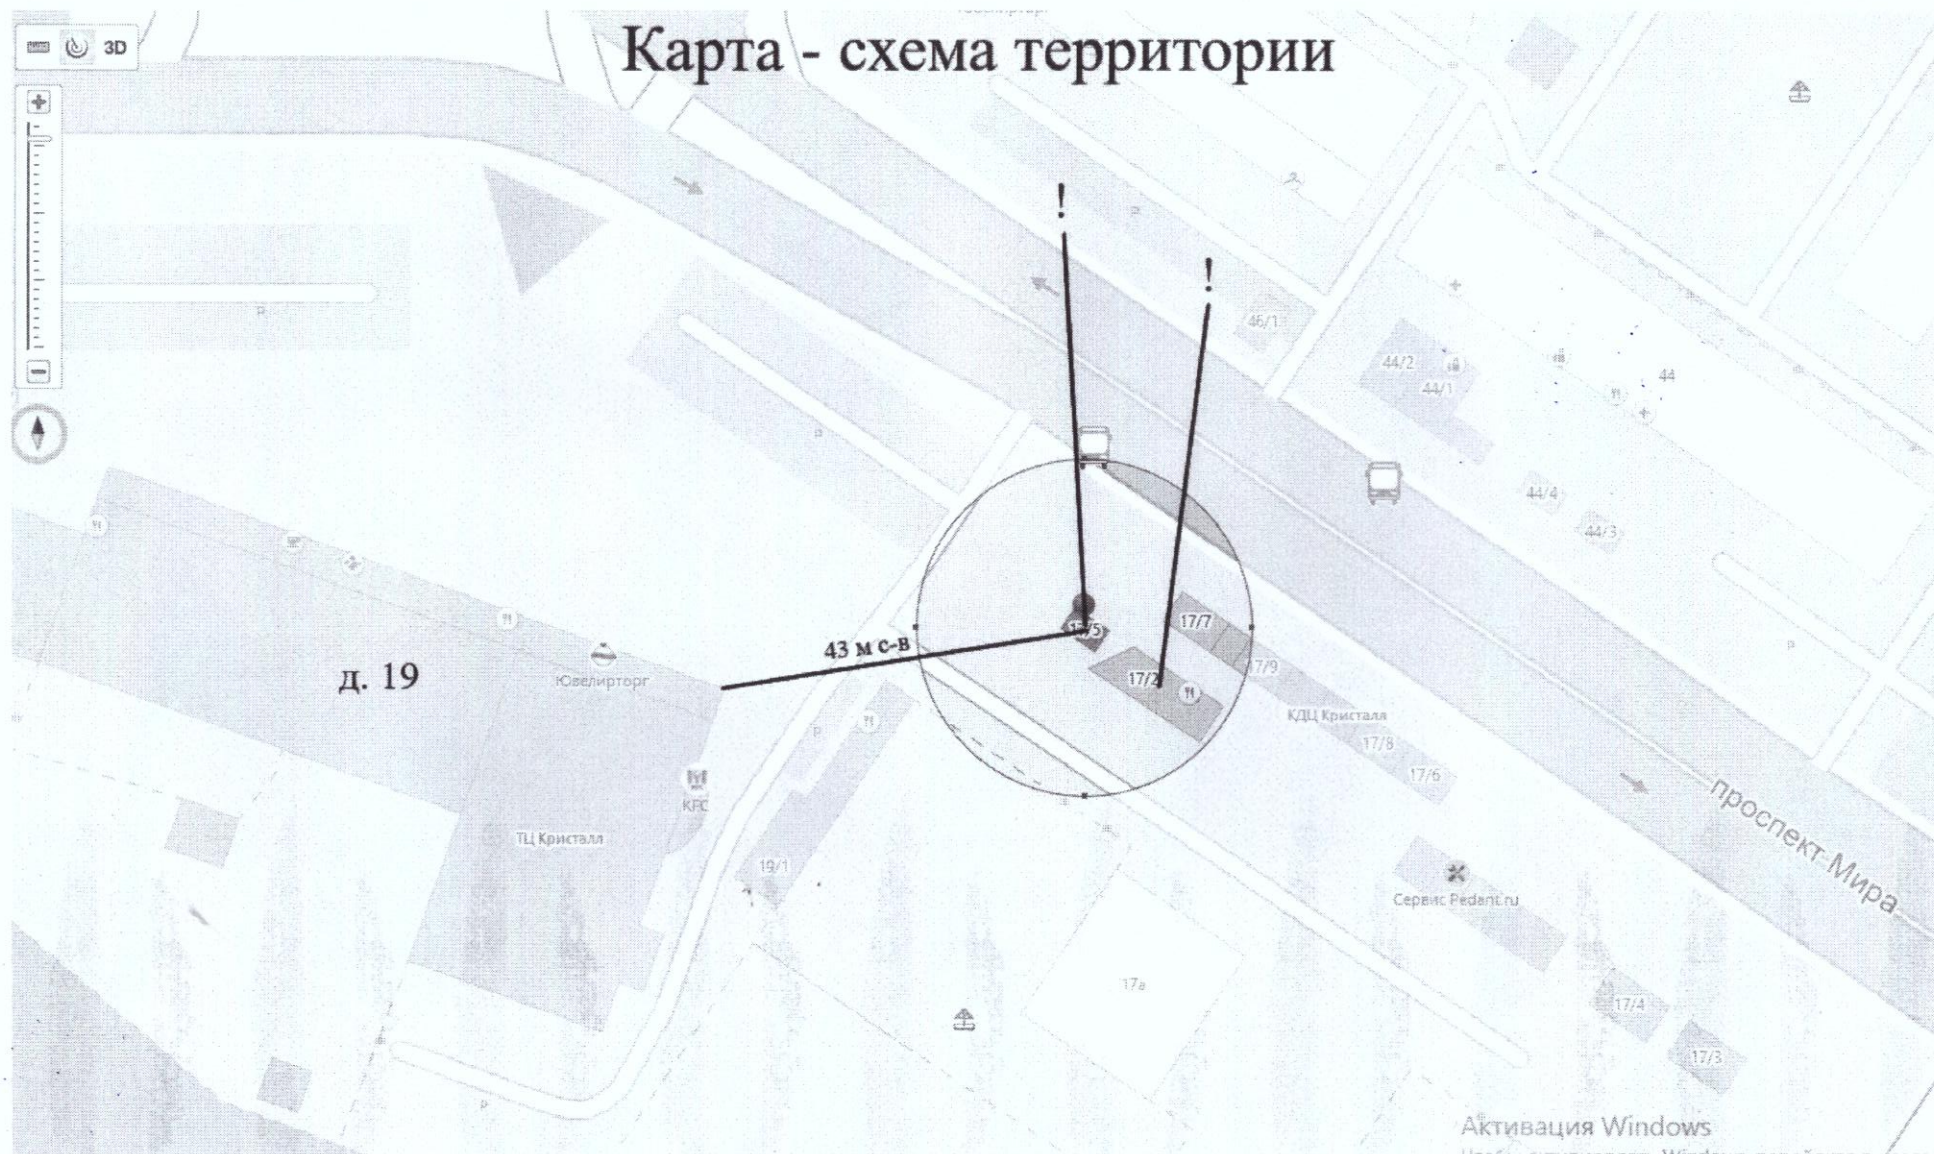 3D
Карта - схема территории
!
!
46/1
44/2
44/1
44
44/4
44/3
17/5
17/7
43 м с-в
17/9
д. 19
Ювелирторг
17/2
КДЦ Кристалл
17/8
17/6
проспект Мира
KFC
ТЦ Кристалл
19/1
Сервис Pedant.ru
17а
17/4
17/3
P
P
P
P
P
P
Активация Windows